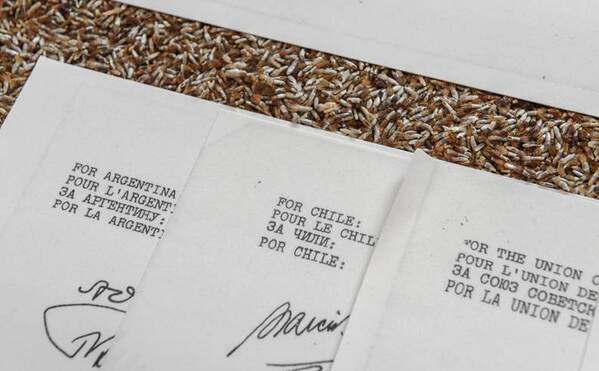 FOR ARGENTINA
POUR L'ARGENT
ЗА АРГЕНТИНУ:
POR LA ARGENTI
FOR CHILE:
POUR LE CHIL
ЗА ЧИЛИ:
POR CHILE:
FOR THE UNION
POUR L'UNION DE
ЗА СОЮЗ СОВЕТСК
POR LA UNION DE